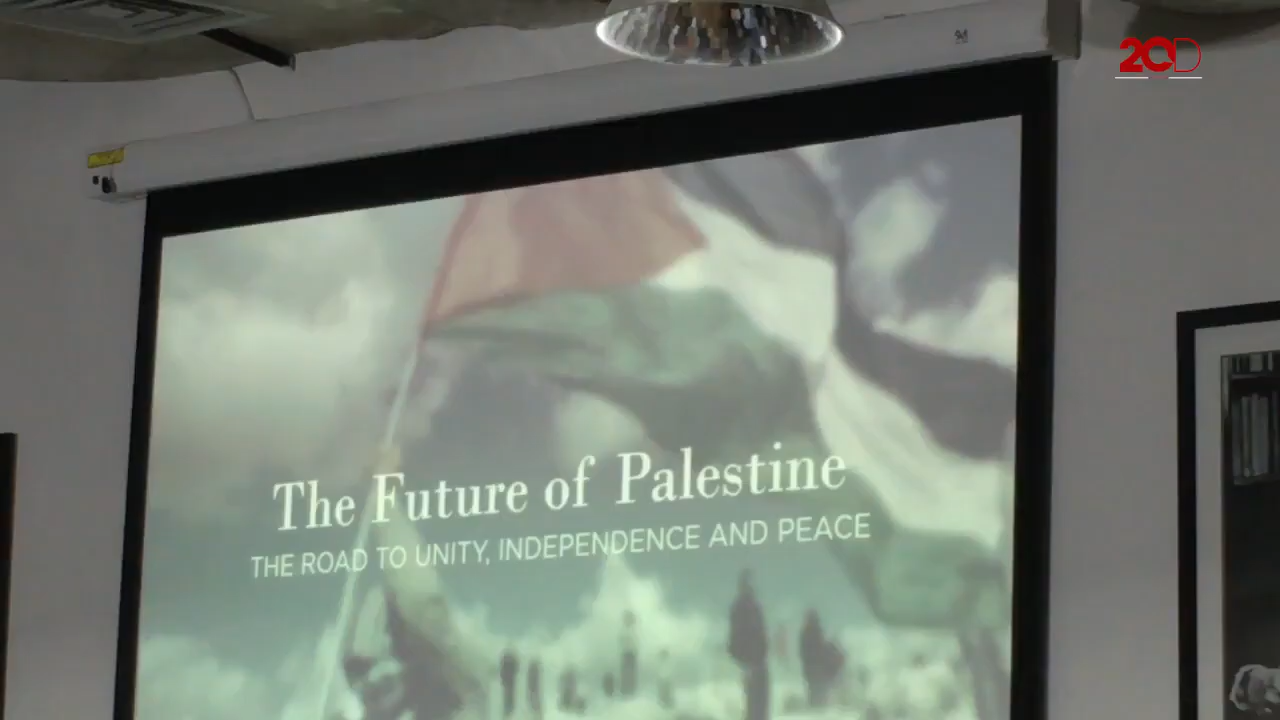 20D
The Future of Palestine
THE ROAD TO UNITY, INDEPENDENCE AND PEACE